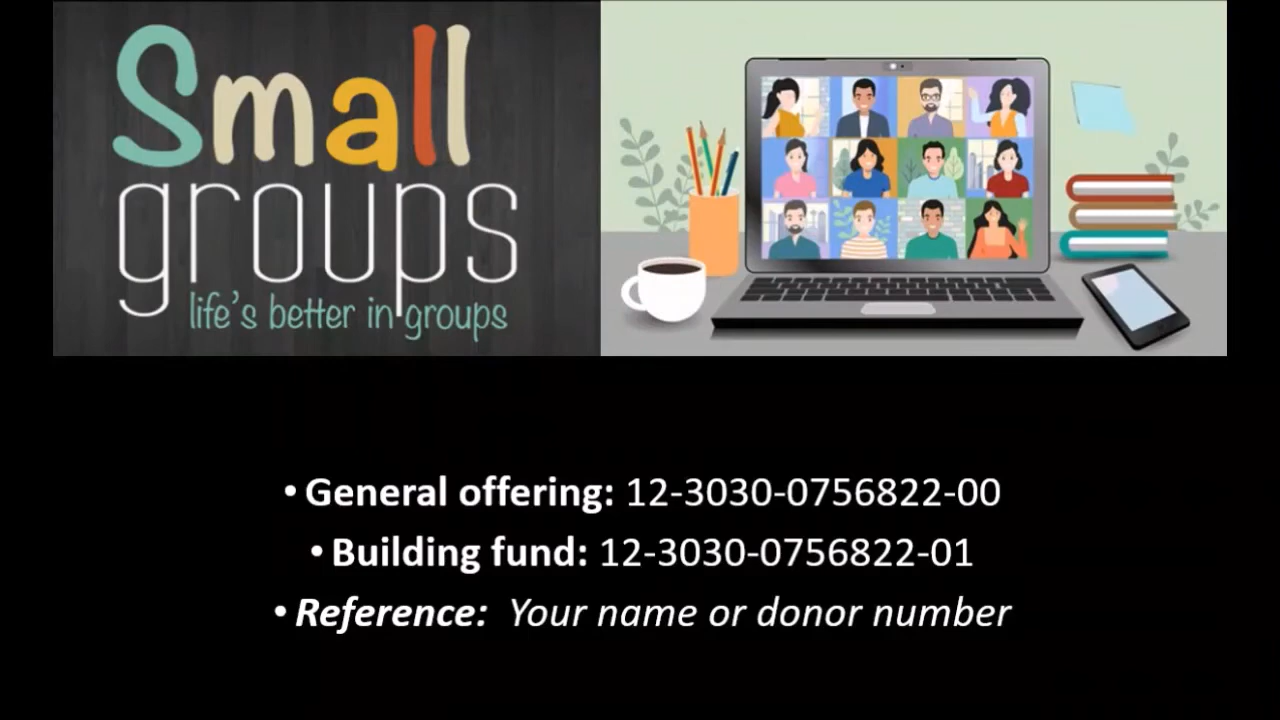 Small
groups
life's better in groups
• General offering: 12-3030-0756822-00
• Building fund: 12-3030-0756822-01
• Reference: Your name or donor number